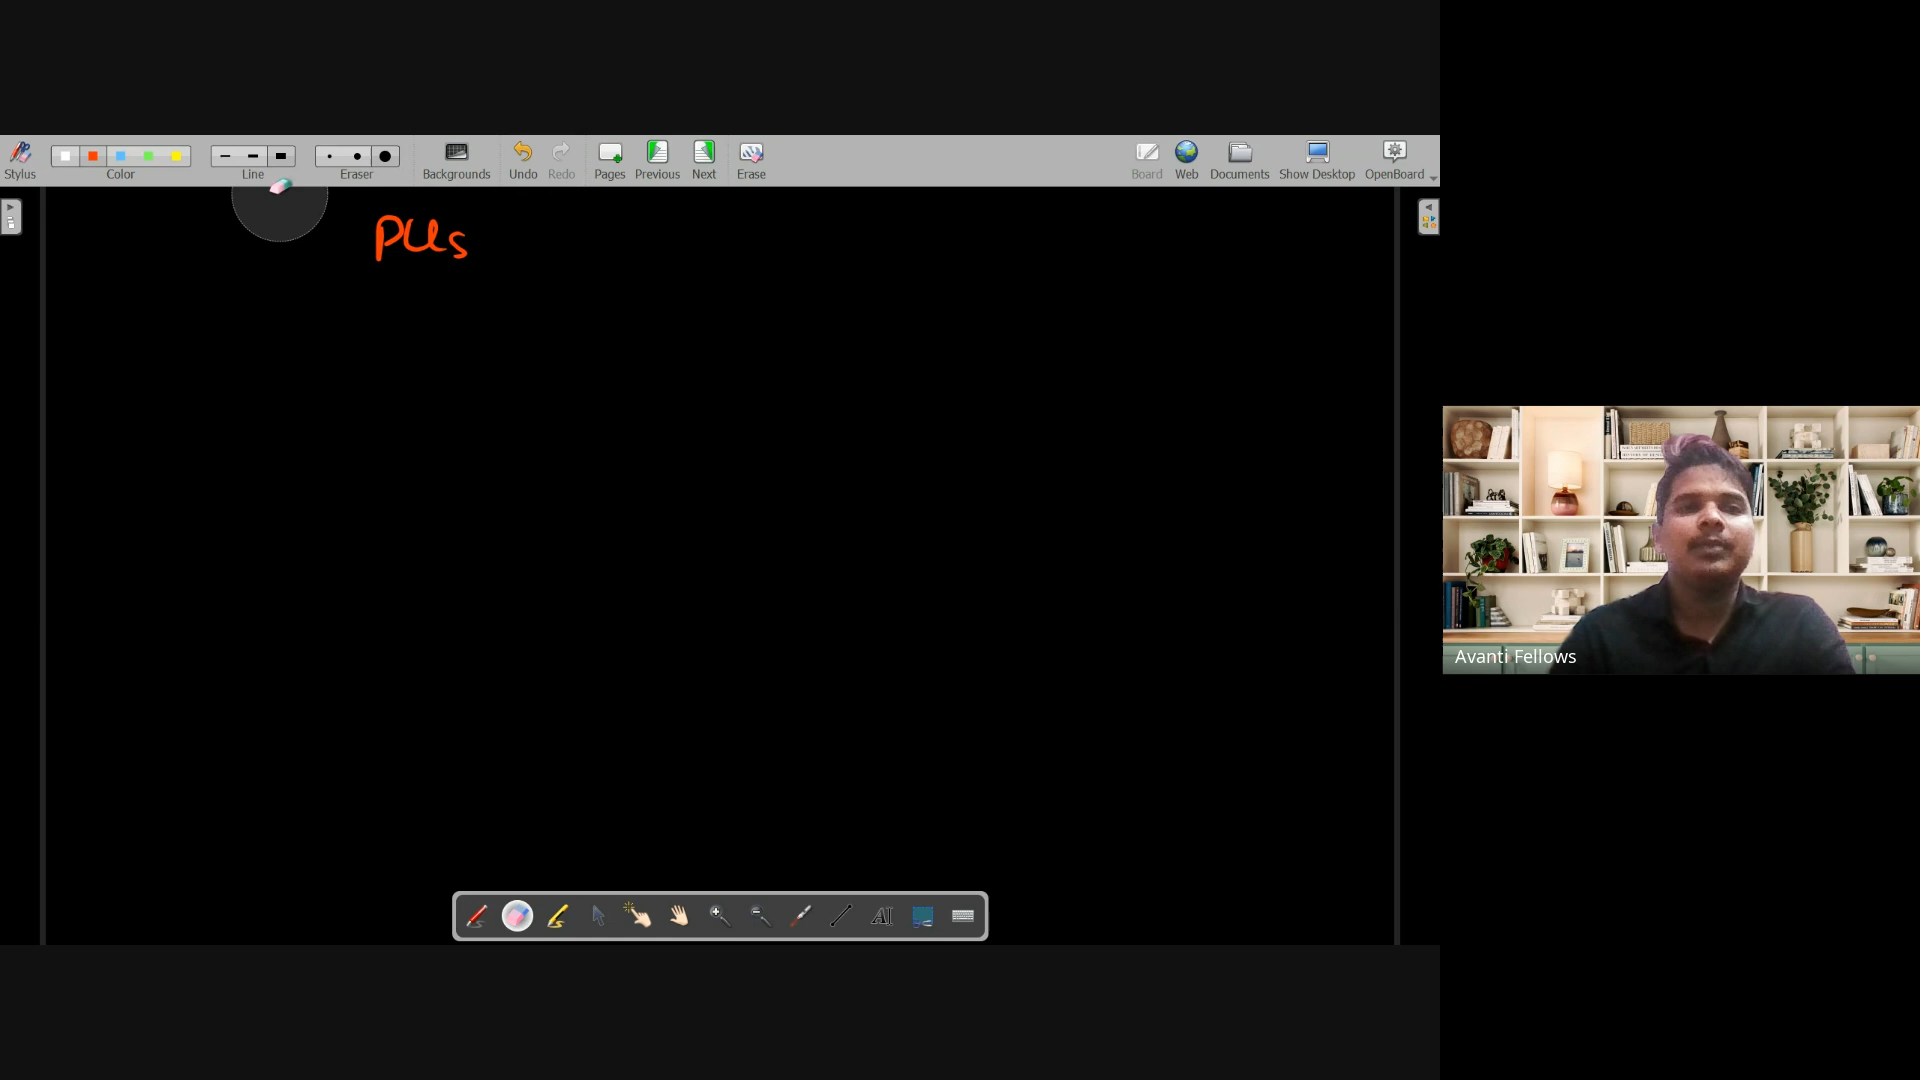 Stylus
Color
Line
Eraser
Backgrounds
Undo
Redo
Pages
Previous
Next
Erase
Board
Web
Documents
Show Desktop
OpenBoard
PUs
Avanti Fellows